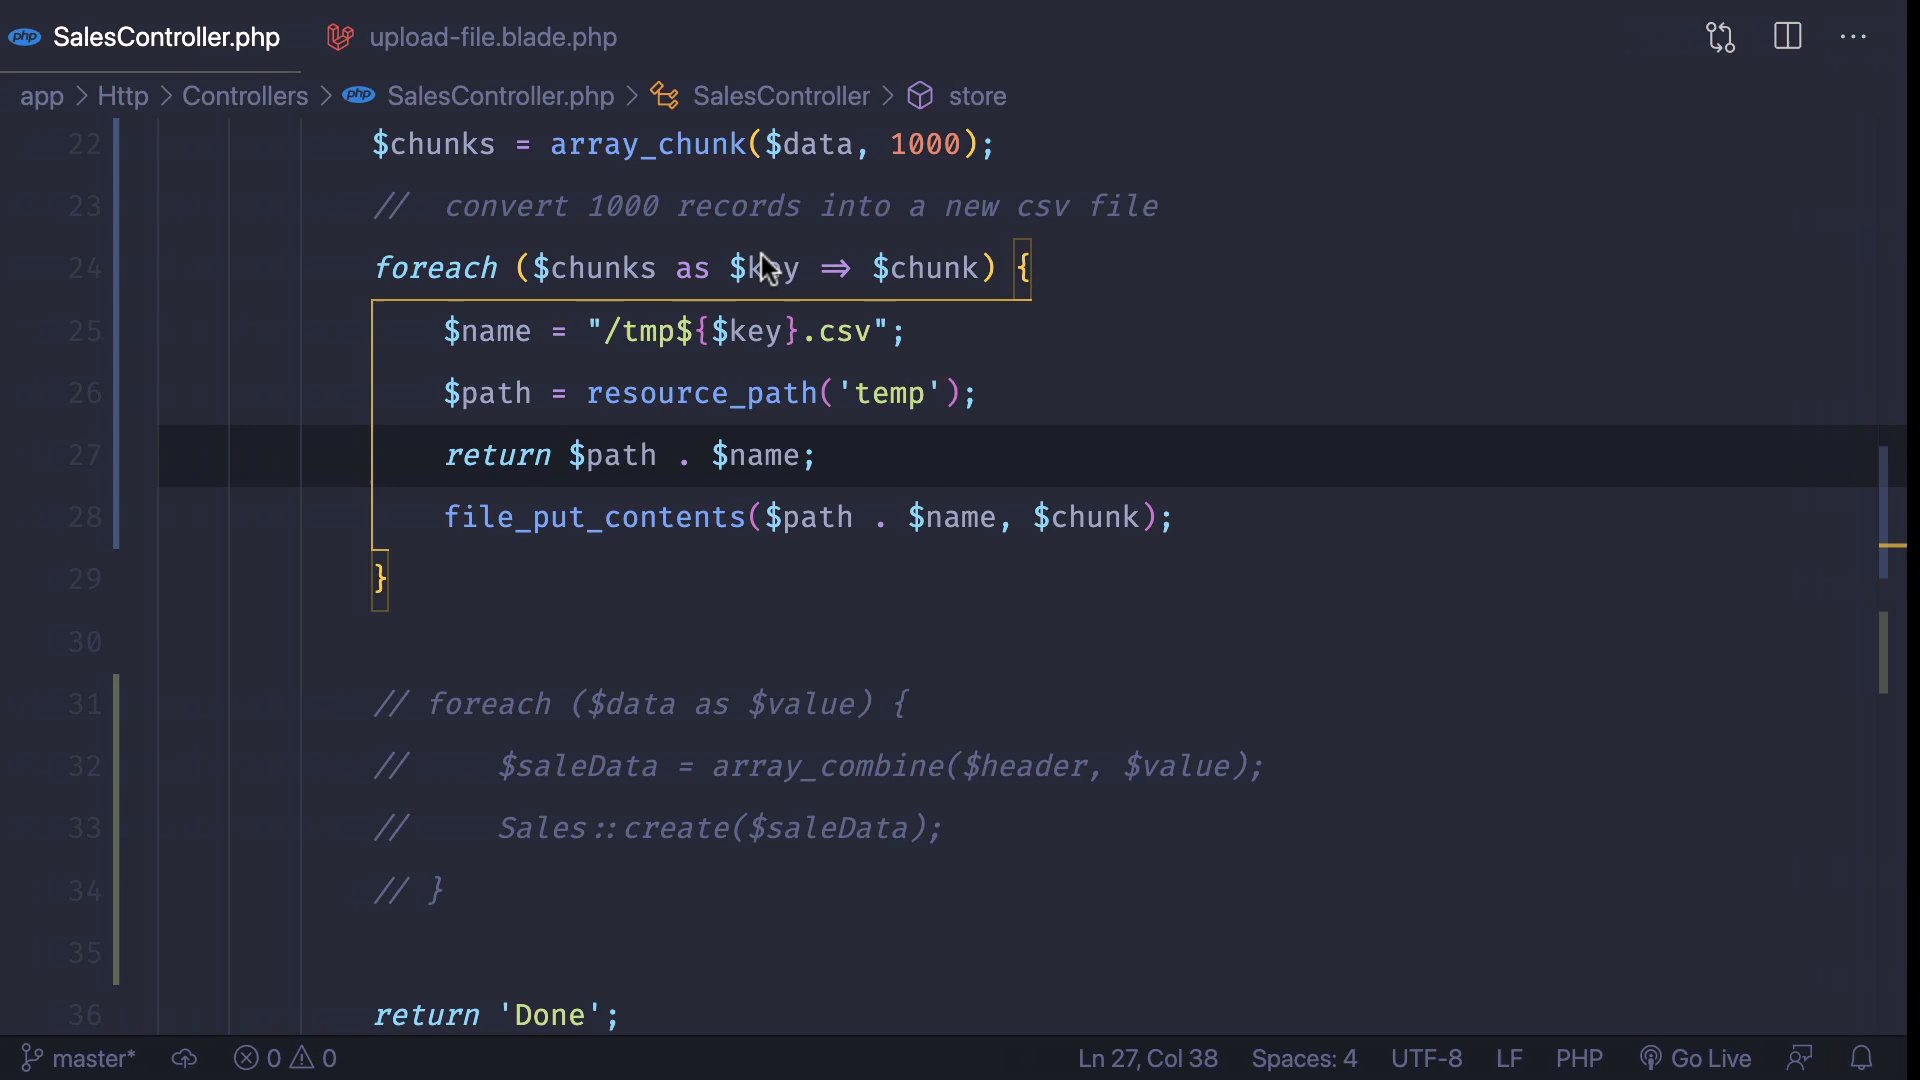 php SalesController.php upload-file.blade.php
app > Http > Controllers > php SalesController.php > SalesController > store
22 $chunks = array_chunk($data, 1000);
23 // convert 1000 records into a new csv file
24 foreach ($chunks as $key => $chunk) {
25 $name = "/tmp${$key}.csv";
26 $path = resource_path('temp');
27 return $path . $name;
28 file_put_contents($path . $name, $chunk);
29 }
30
31 // foreach ($data as $value) {
32 // $saleData = array_combine($header, $value);
33 // Sales::create($saleData);
34 // }
35
36 return 'Done';
master* 0 0 Ln 27, Col 38 Spaces: 4 UTF-8 LF PHP Go Live